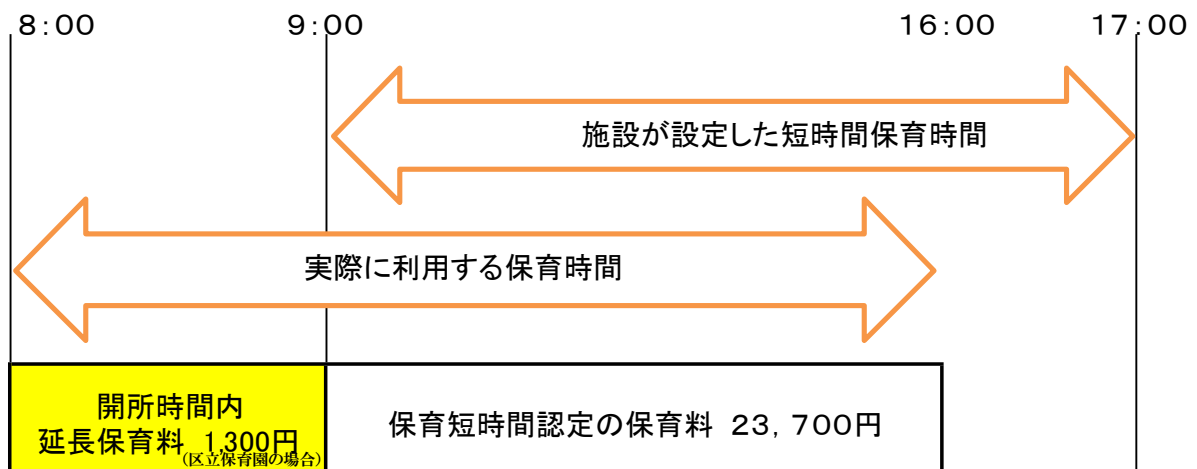 8:00 9:00 16:00 17:00
施設が設定した短時間保育時間
実際に利用する保育時間
開所時間内
延長保育料 1,300円
(区立保育園の場合)
保育短時間認定の保育料 23,700円